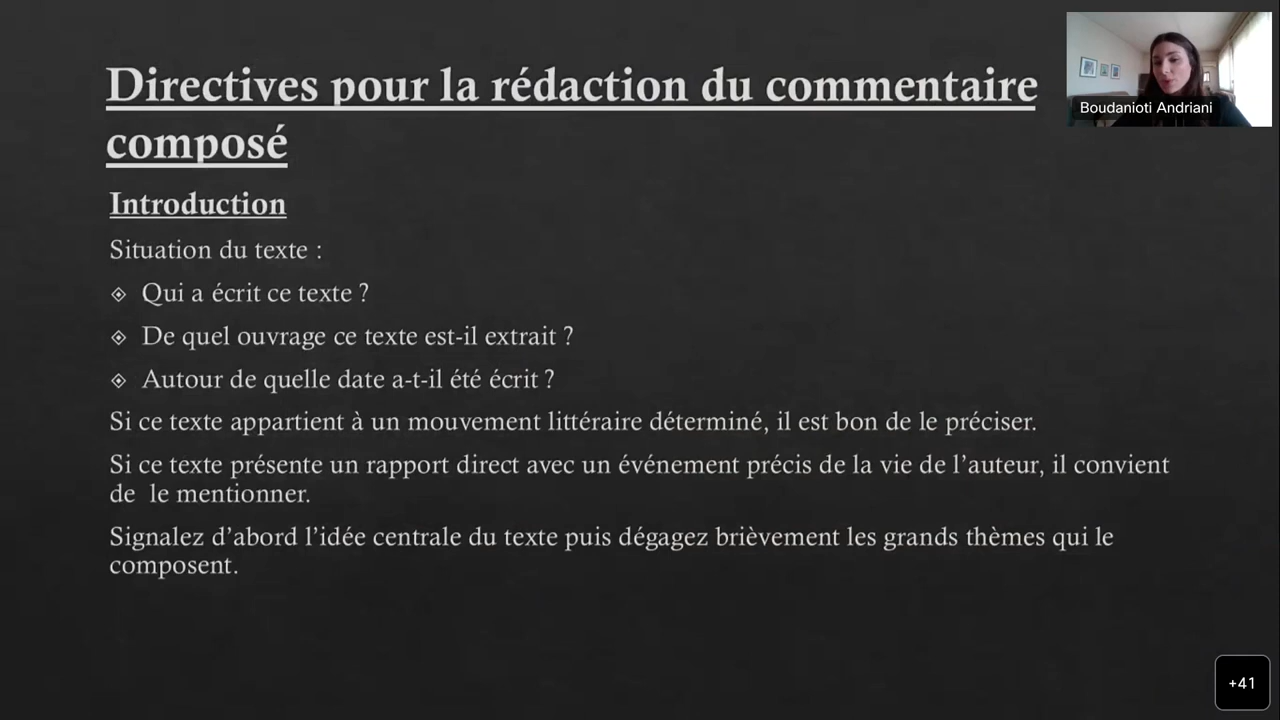 Directives pour la rédaction du commentaire
composé
Boudanioti Andriani
Introduction
Situation du texte :
Qui a écrit ce texte ?
De quel ouvrage ce texte est-il extrait ?
Autour de quelle date a-t-il été écrit ?
Si ce texte appartient à un mouvement littéraire déterminé, il est bon de le préciser.
Si ce texte présente un rapport direct avec un événement précis de la vie de l’auteur, il convient
de  le mentionner.
Signalez d’abord l’idée centrale du texte puis dégagez brièvement les grands thèmes qui le
composent.
+41